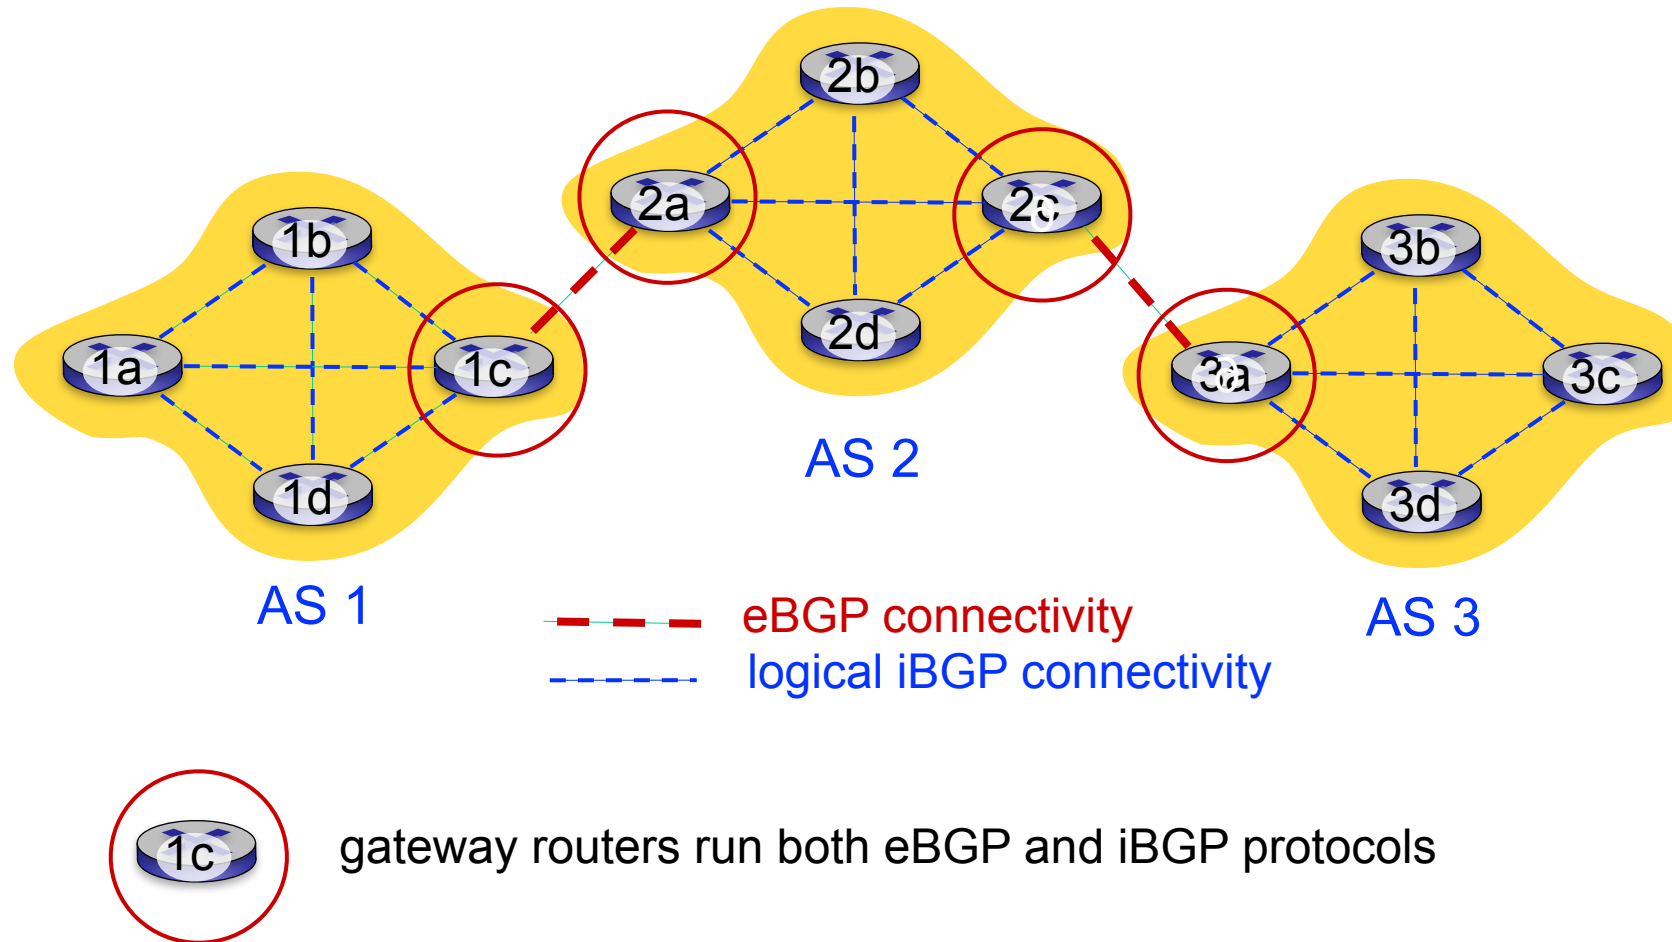 2b
2a
2c
1b
3b
2d
1a
1c
3a
3c
AS 2
1d
3d
AS 1
eBGP connectivity
AS 3
logical iBGP connectivity
1c
gateway routers run both eBGP and iBGP protocols